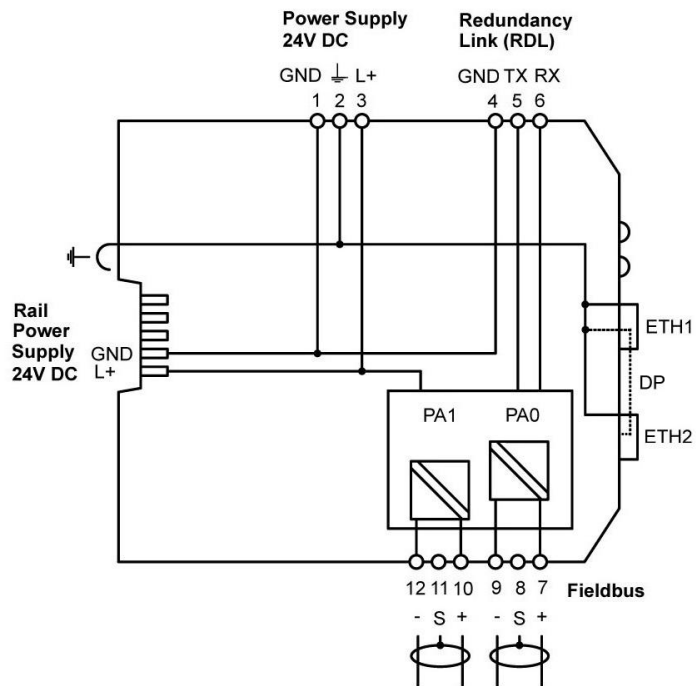 Power Supply
24V DC
Redundancy
Link (RDL)
GND L+
GND TX RX
1 2 3
4 5 6
Rail
Power
Supply
24V DC
GND
L+
ETH1
DP
ETH2
PA1 PA0
12 11 10 9 8 7
Fieldbus
- S + - S +